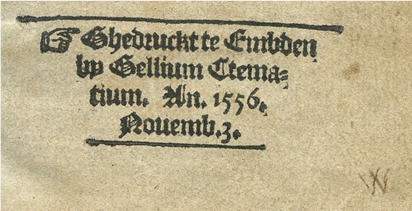 ☞ Ghedruckt te Embden
by Gellium Ctema-
tium. An. 1556.
Nouemb. 3.